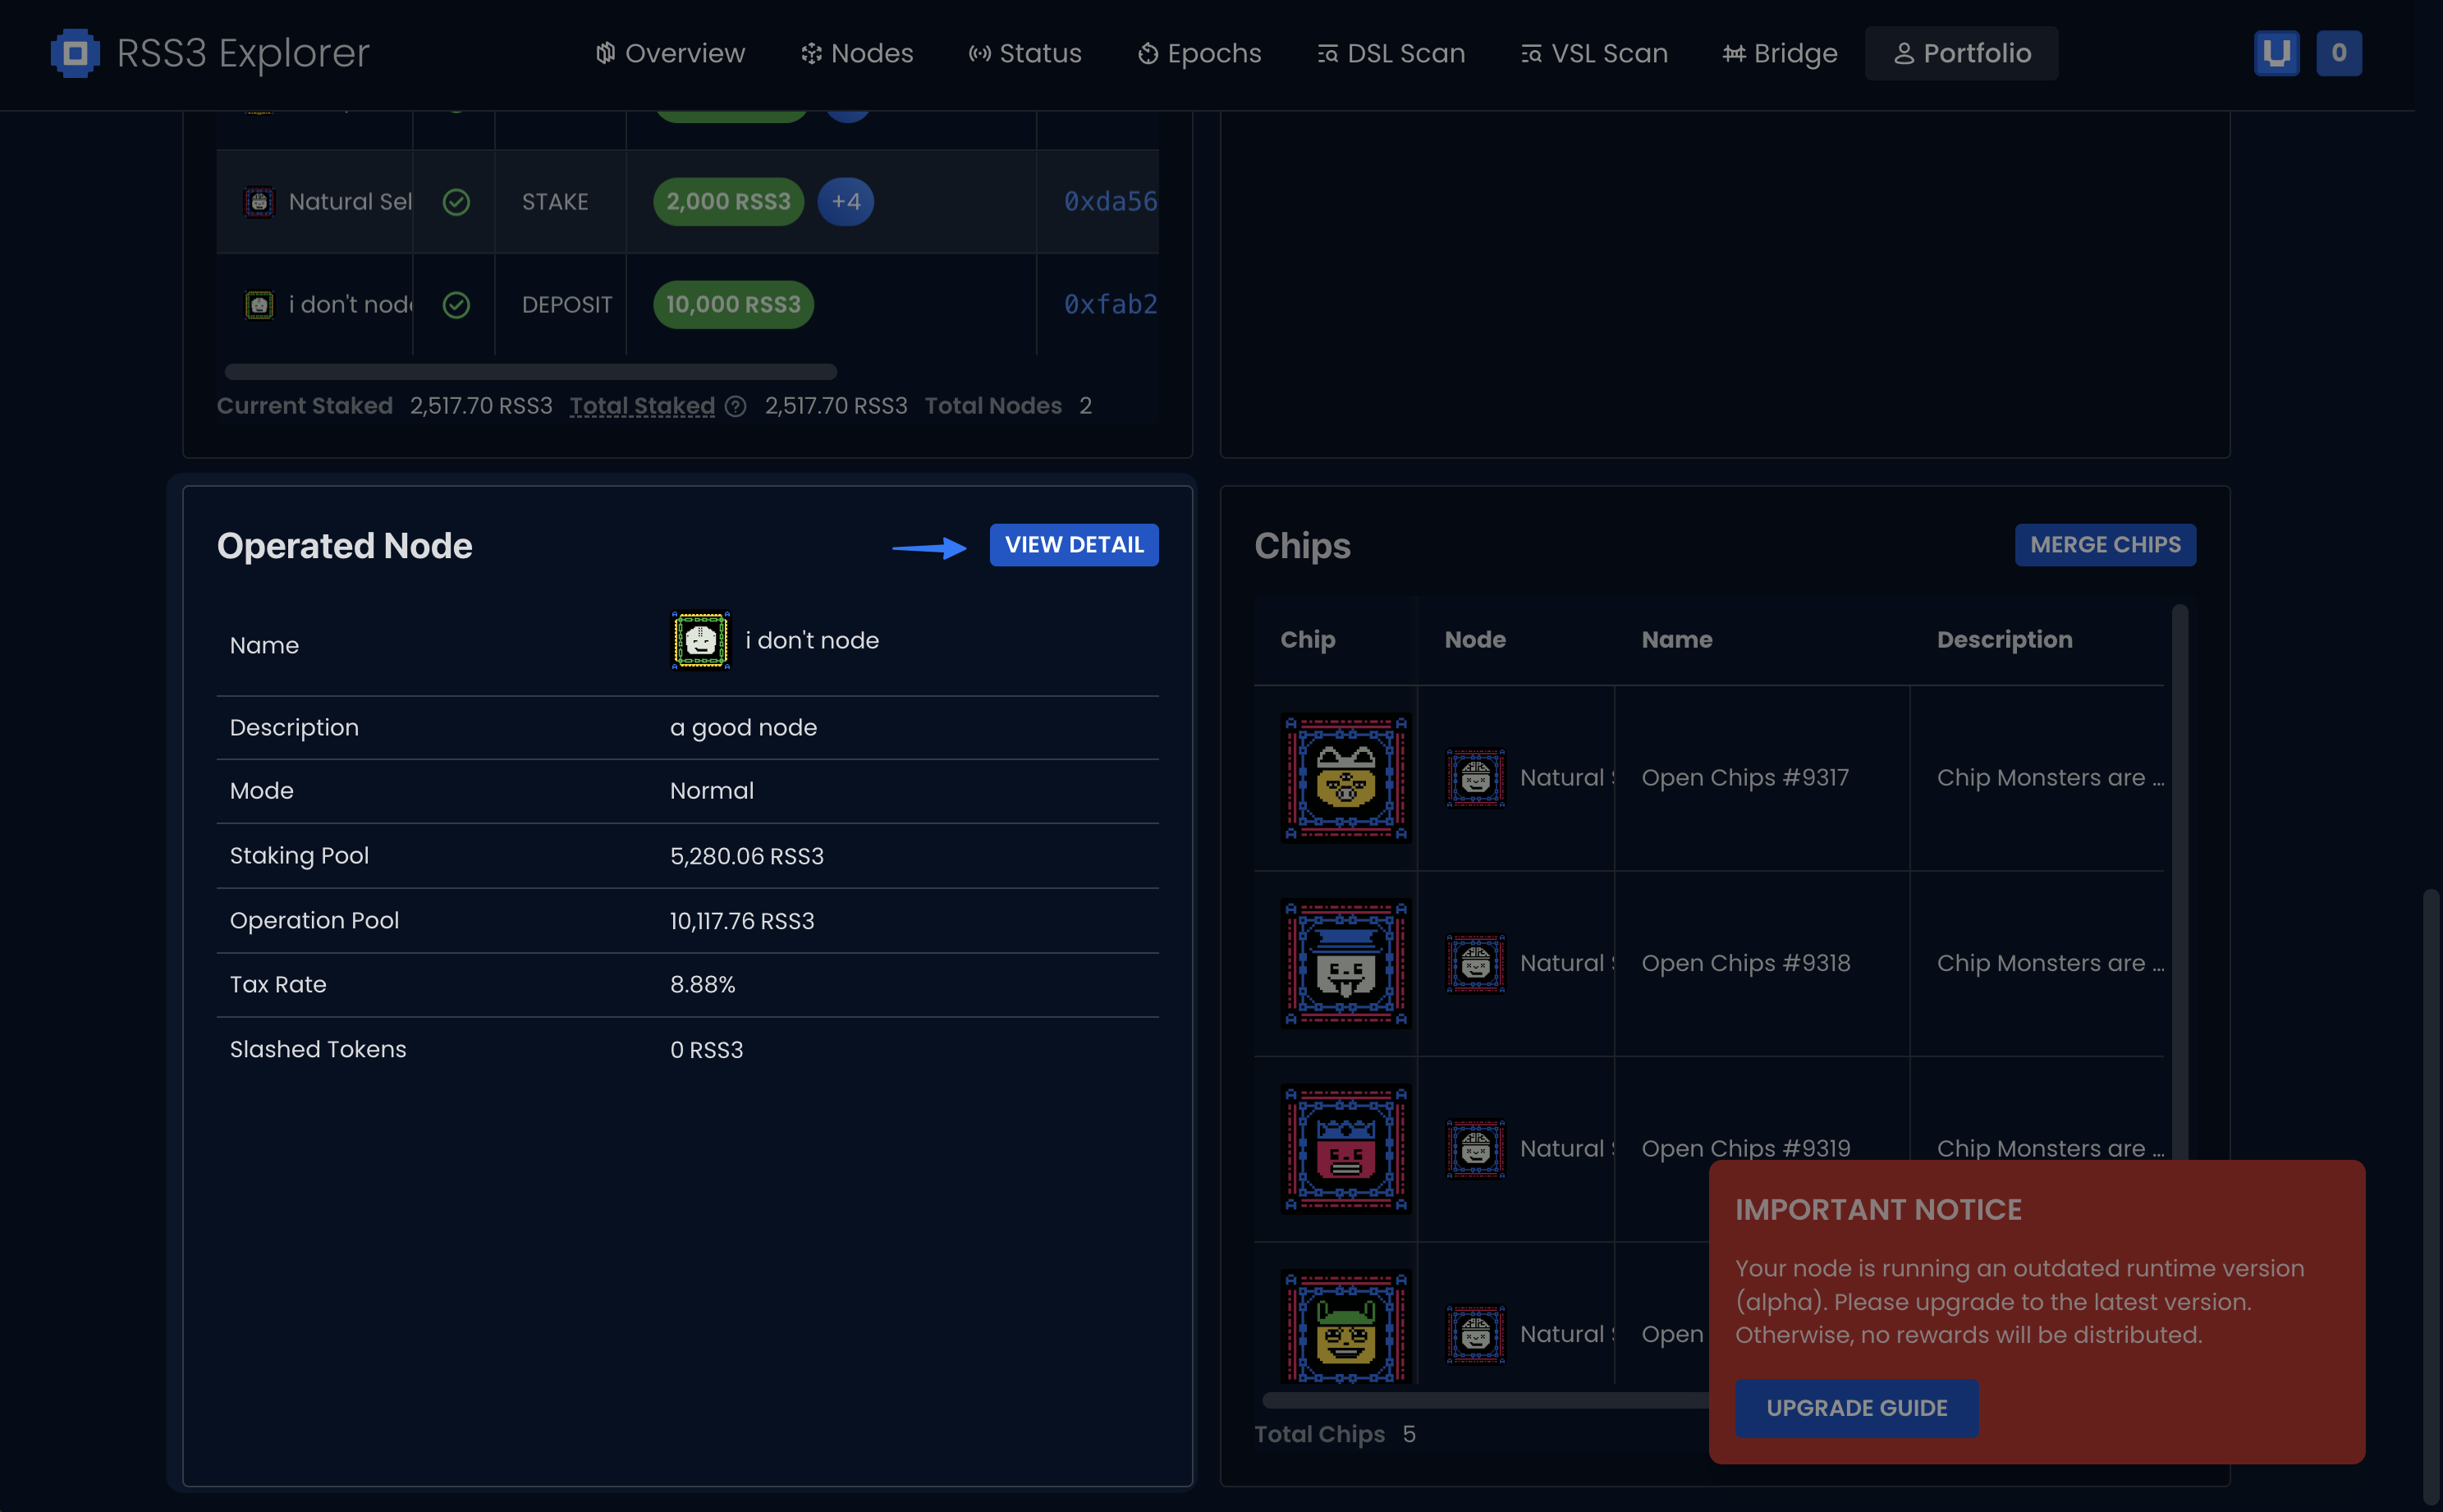 RSS3 Explorer
Overview
Nodes
Status
Epochs
DSL Scan
VSL Scan
Bridge
Portfolio
0
Natural Sel
STAKE
2,000 RSS3
+4
0xda56
i don't node
DEPOSIT
10,000 RSS3
0xfab2
Current Staked 2,517.70 RSS3 Total Staked 2,517.70 RSS3 Total Nodes 2
Operated Node
VIEW DETAIL
Name i don't node
Description a good node
Mode Normal
Staking Pool 5,280.06 RSS3
Operation Pool 10,117.76 RSS3
Tax Rate 8.88%
Slashed Tokens 0 RSS3
Chips
MERGE CHIPS
Chip Node Name Description
Natural Open Chips #9317 Chip Monsters are ...
Natural Open Chips #9318 Chip Monsters are ...
Natural Open Chips #9319 Chip Monsters are ...
Natural Open
Total Chips 5
IMPORTANT NOTICE
Your node is running an outdated runtime version
(alpha). Please upgrade to the latest version.
Otherwise, no rewards will be distributed.
UPGRADE GUIDE